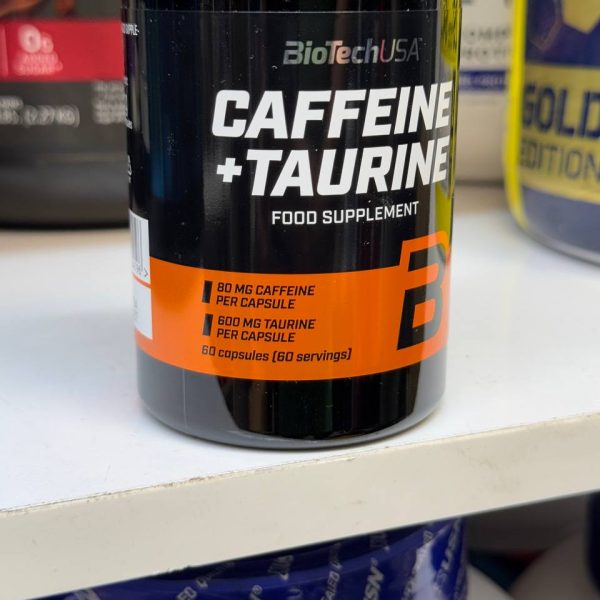 BioTechUSA
CAFFEINE
+TAURINE
FOOD SUPPLEMENT
80 MG CAFFEINE
PER CAPSULE
600 MG TAURINE
PER CAPSULE
60 capsules (60 servings)
B
GOLD
EDITION